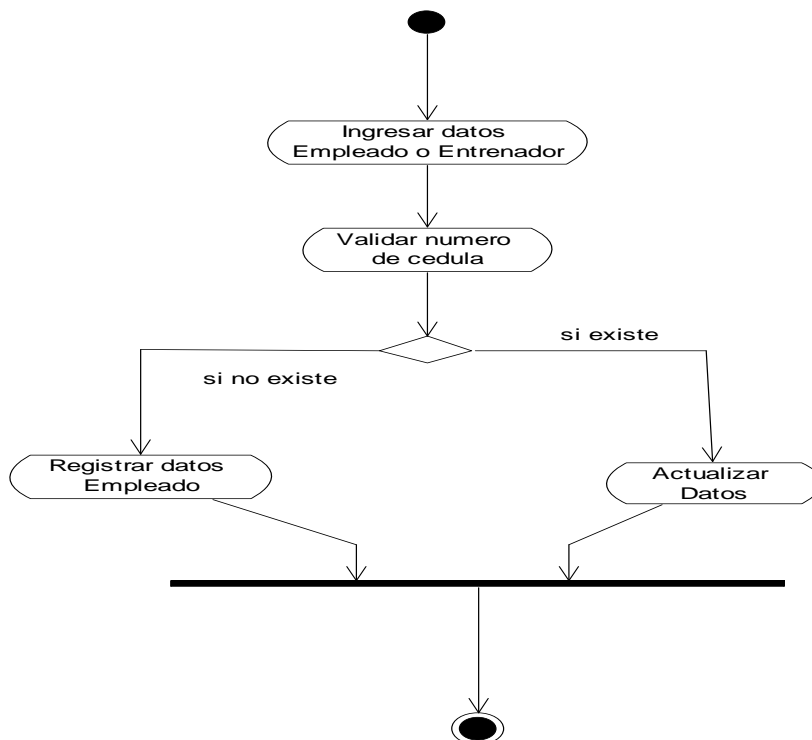 Ingresar datos
Empleado o Entrenador
Validar numero
de cedula
si existe
si no existe
Registrar datos
Empleado
Actualizar
Datos